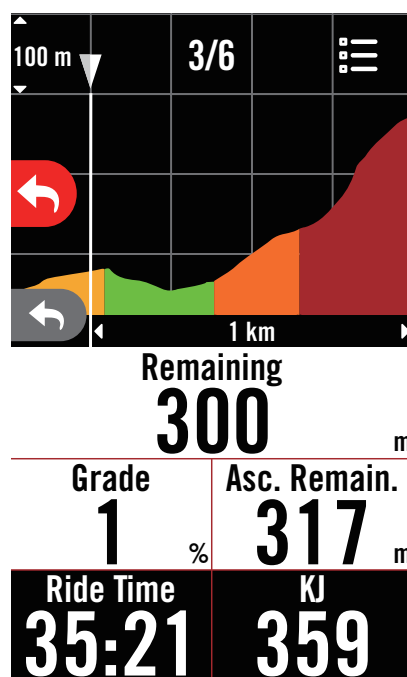 100 m
3/6
1 km
Remaining
300
m
Grade
1
%
Asc. Remain.
317
m
Ride Time
35:21
KJ
359